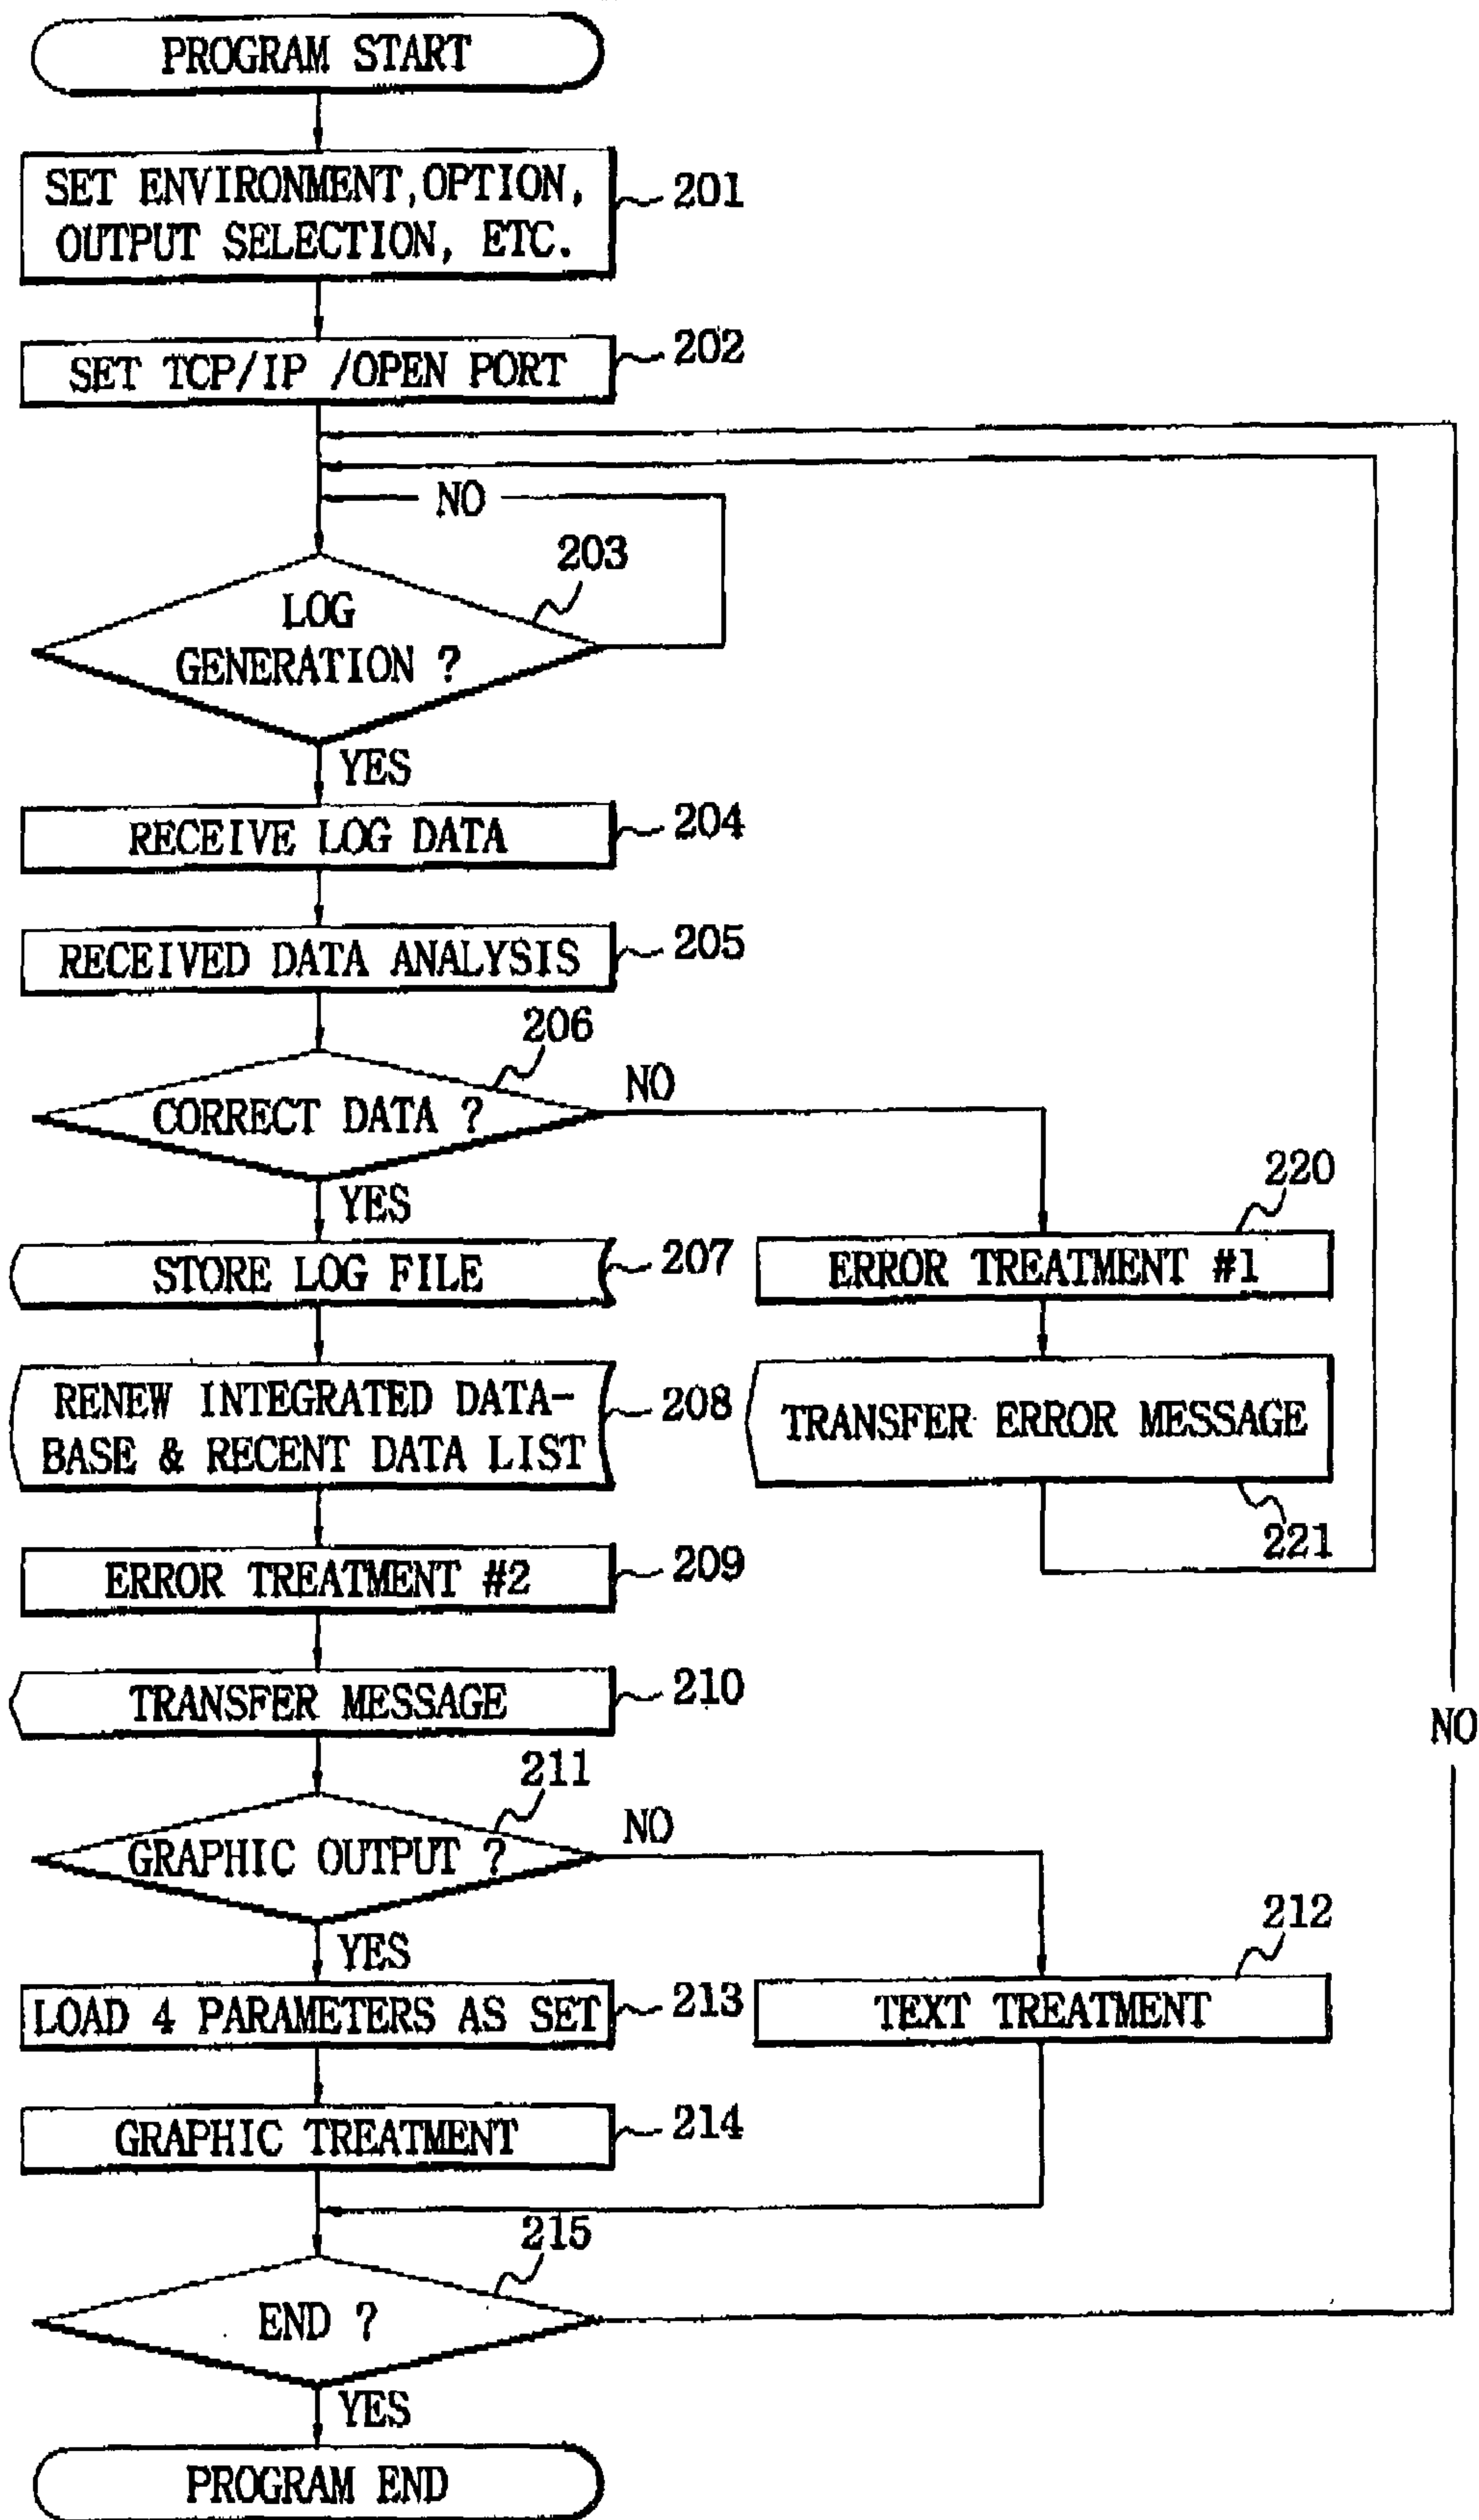 PROGRAM START
SET ENVIRONMENT, OPTION,
OUTPUT SELECTION, ETC.
201
SET TCP/IP /OPEN PORT
202
NO
203
LOG
GENERATION ?
YES
RECEIVE LOG DATA
204
RECEIVED DATA ANALYSIS
205
206
CORRECT DATA ?
NO
YES
220
STORE LOG FILE
207
ERROR TREATMENT #1
RENEW INTEGRATED DATA-
BASE & RECENT DATA LIST
208
TRANSFER ERROR MESSAGE
221
ERROR TREATMENT #2
209
TRANSFER MESSAGE
210
NO
211
GRAPHIC OUTPUT ?
NO
YES
212
LOAD 4 PARAMETERS AS SET
213
TEXT TREATMENT
GRAPHIC TREATMENT
214
215
END ?
YES
PROGRAM END